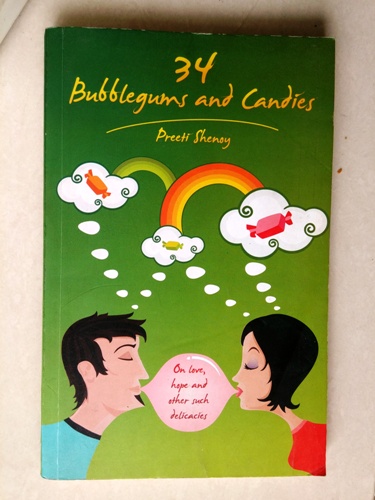 34
Bubblegums and Candies
Preeti Shenoy
On love,
hope and
other such
delicacies